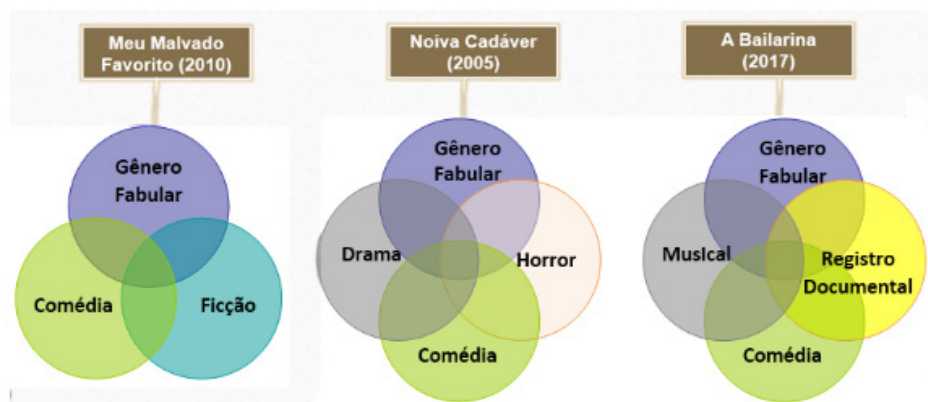 Meu Malvado
Favorito (2010)
Gênero
Fabular
Comédia
Ficção
Noiva Cadáver
(2005)
Gênero
Fabular
Drama
Horror
Comédia
A Bailarina
(2017)
Gênero
Fabular
Musical
Registro
Documental
Comédia